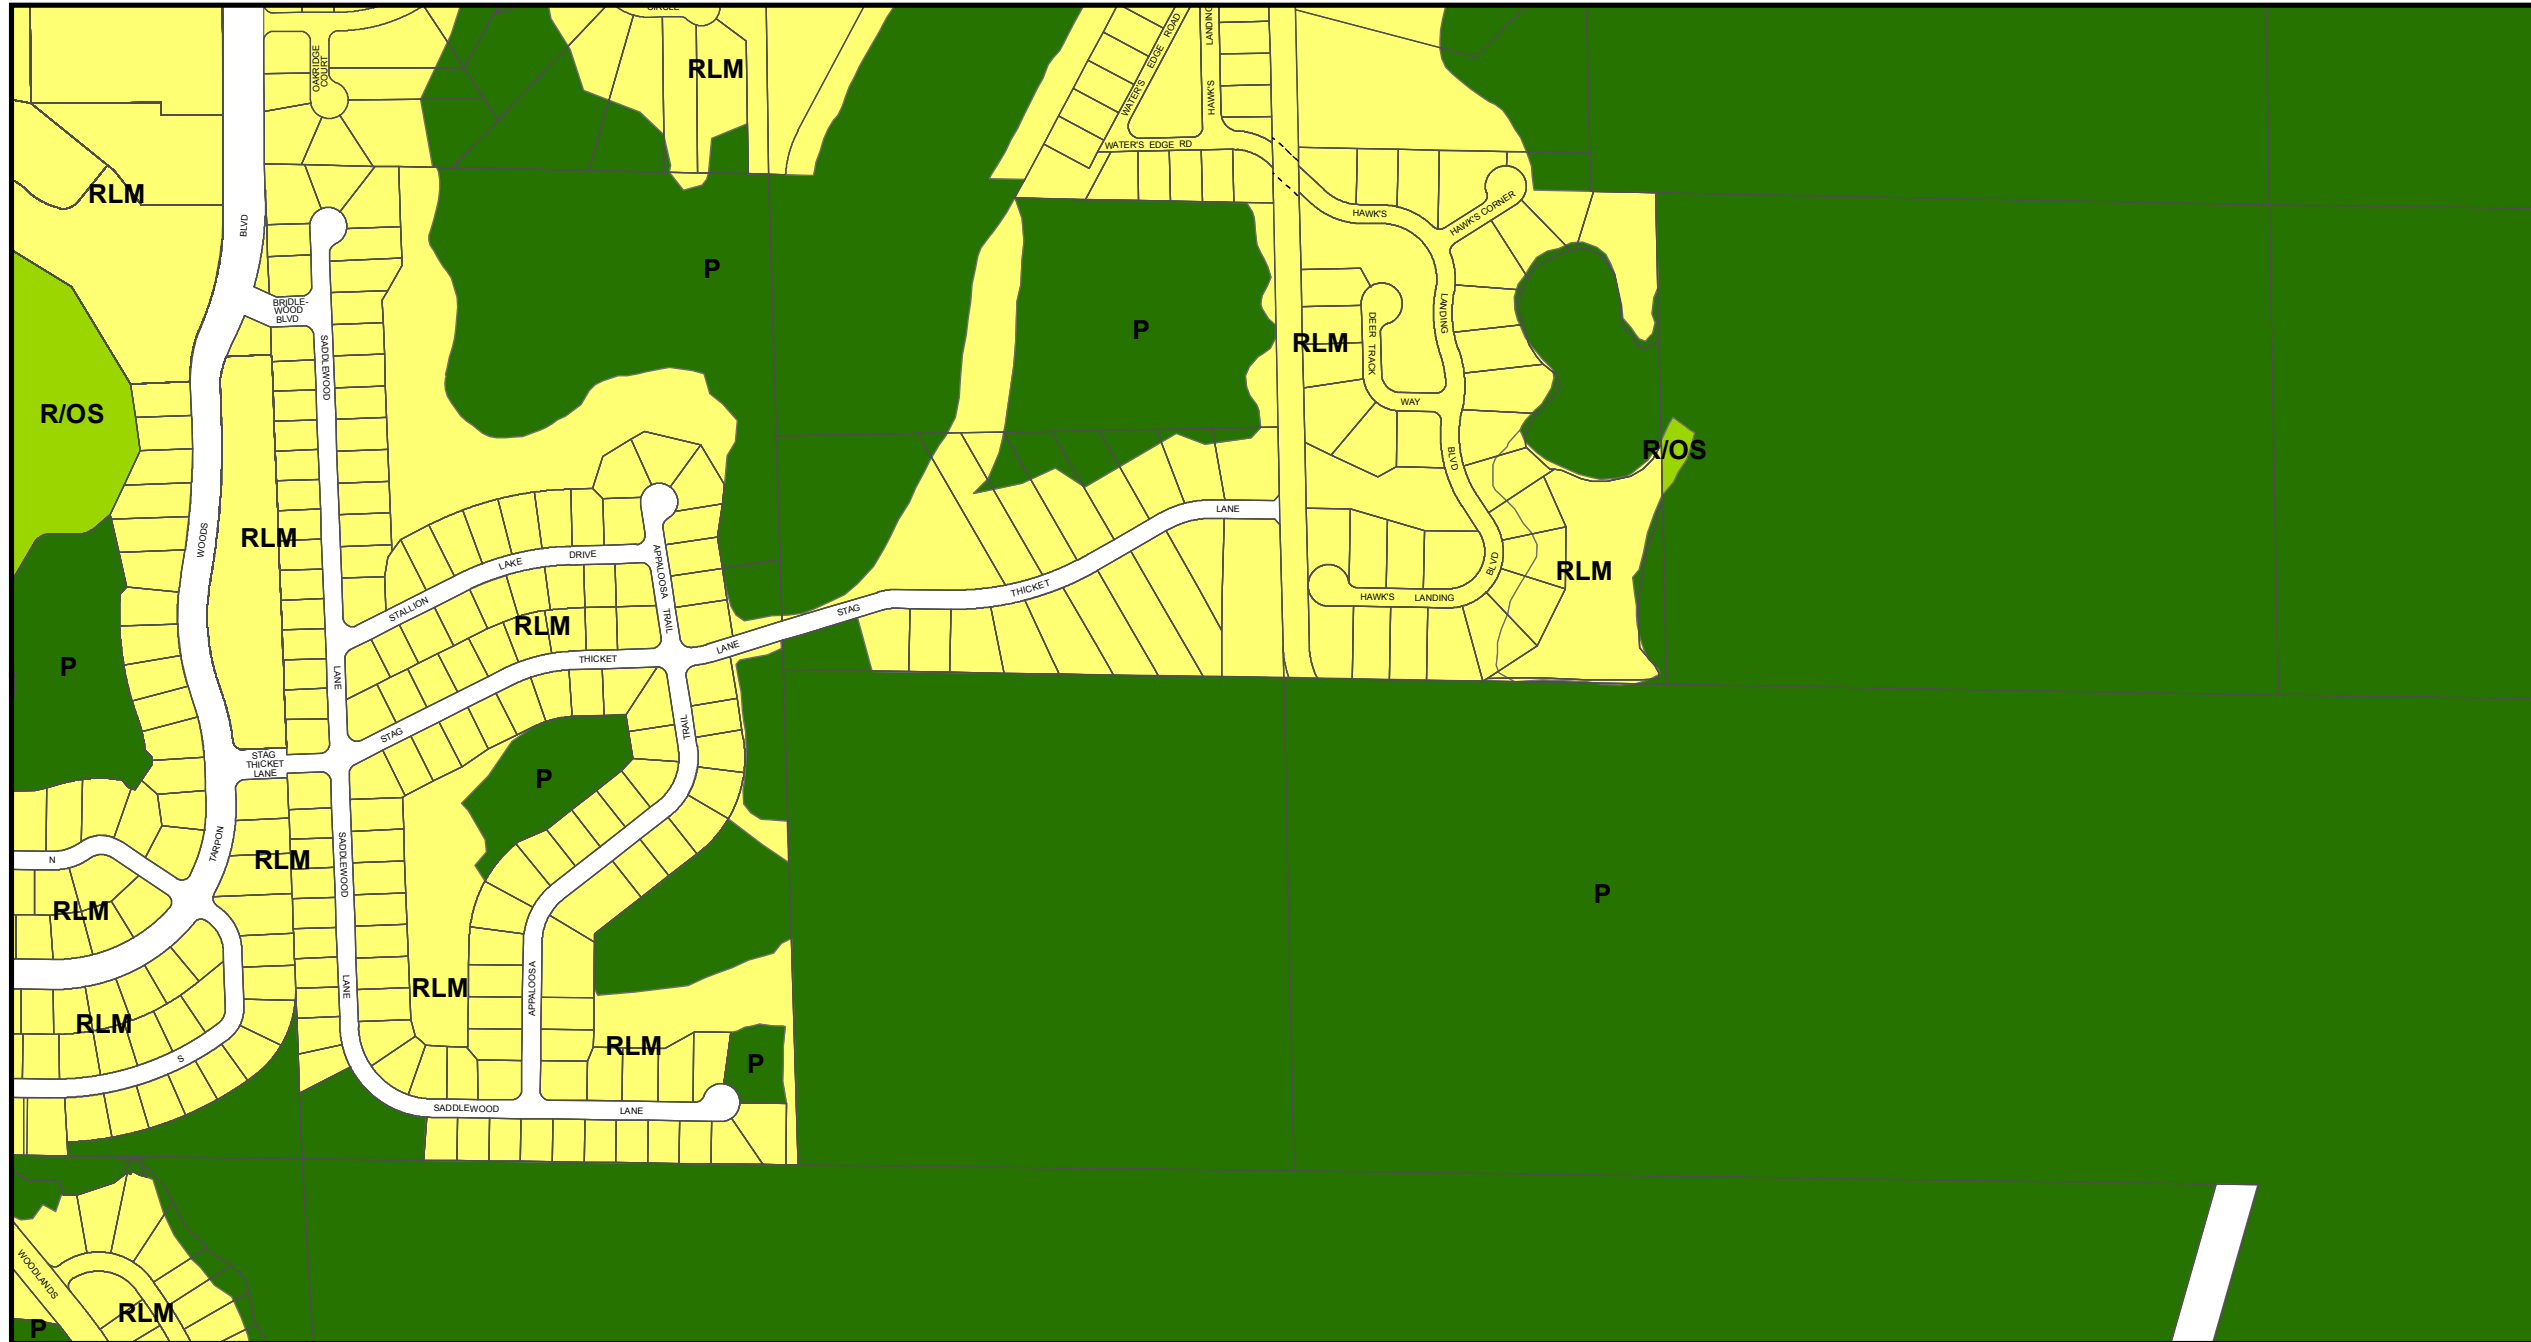 CIRCLE
OAKRIDGE
COURT
RLM
WATER'S EDGE ROAD
HAWK'S LANDING
WATER'S EDGE RD
RLM
BLVD
HAWK'S
HAWK'S CORNER
P
BRIDLE-
WOOD
BLVD
SADDLEWOOD
P
RLM
DEER TRACK
WAY
LANDING
BLVD
R/OS
R/OS
WOODS
RLM
LANE
STALLION LAKE DRIVE
APPALOOSA TRAIL
RLM
STAG THICKET LANE
BLVD
RLM
HAWK'S LANDING
P
LANE
STAG THICKET LANE
TRAIL
STAG
THICKET
LANE
P
TARPON
N
RLM
SADDLEWOOD
P
RLM
LANE
RLM
APPALOOSA
RLM
S
RLM
P
SADDLEWOOD LANE
WOODLANDS
RLM
P